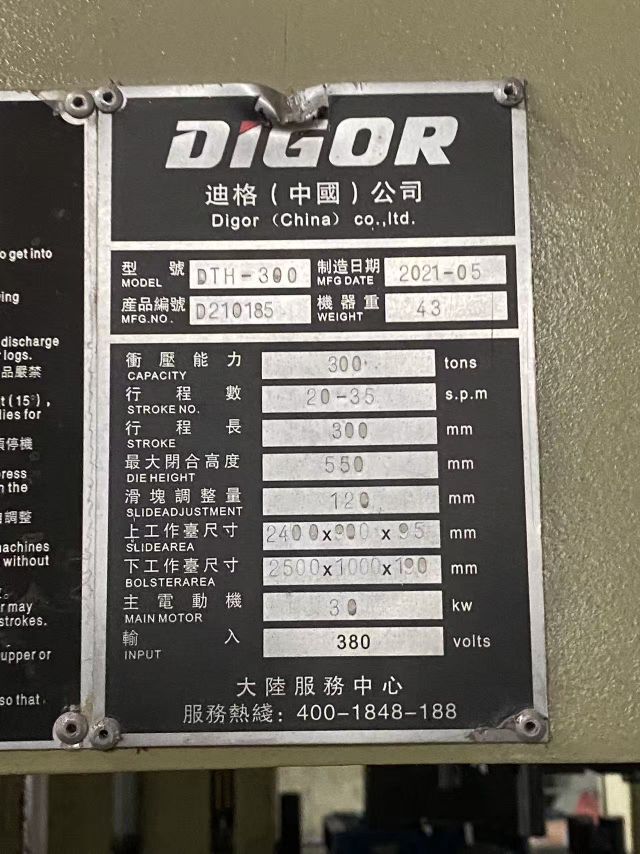 o get into
ing
discharge
logs.
品嚴禁
t(15°),
lies for
停機
ress
n the
調整
machines
without
r may
strokes.
upper or
so that
DIGOR
迪格(中國)公司
Digor (China) co.,ltd.
型號 DTH-300 制造日期 2021-05
MODEL MFG DATE
産品編號 D210185 機器重 43
MFG.NO. WEIGHT
衝壓能力 300 tons
CAPACITY
行程數 20-35 s.p.m
STROKE NO.
行程長 300 mm
STROKE
最大閉合高度 550 mm
DIE HEIGHT
滑塊調整量 120 mm
SLIDEADJUSTMENT
上工作臺尺寸 2400x900x95 mm
SLIDEAREA
下工作臺尺寸 2500x1000x190 mm
BOLSTERAREA
主電動機 30 kw
MAIN MOTOR
輸入 380 volts
INPUT
大陸服務中心
服務熱綫: 400-1848-188